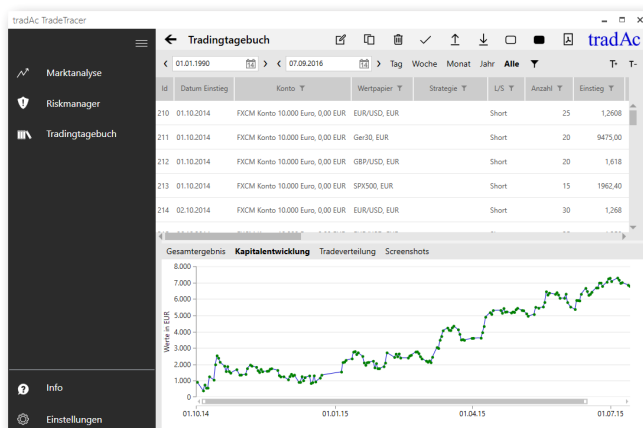 tradAc TradeTracer
Tradingtagebuch
tradAc
01.01.1990 07.09.2016 Tag Woche Monat Jahr Alle T+ T-
Marktanalyse
Riskmanager
Tradingtagebuch
Id Datum Einstieg Konto Wertpapier Strategie L/S Anzahl Einstieg
210 01.10.2014 FXCM Konto 10.000 Euro, 0,00 EUR EUR/USD, EUR Short 25 1,2608
211 01.10.2014 FXCM Konto 10.000 Euro, 0,00 EUR Ger30, EUR Short 20 9475,00
212 01.10.2014 FXCM Konto 10.000 Euro, 0,00 EUR GBP/USD, EUR Short 20 1,618
213 01.10.2014 FXCM Konto 10.000 Euro, 0,00 EUR SPX500, EUR Short 15 1962,40
214 02.10.2014 FXCM Konto 10.000 Euro, 0,00 EUR EUR/USD, EUR Short 30 1,268
Gesamtergebnis Kapitalentwicklung Tradeverteilung Screenshots
Werte in EUR
8.000
7.000
6.000
5.000
4.000
3.000
2.000
1.000
0
01.10.14 01.01.15 01.04.15 01.07.15
Info
Einstellungen